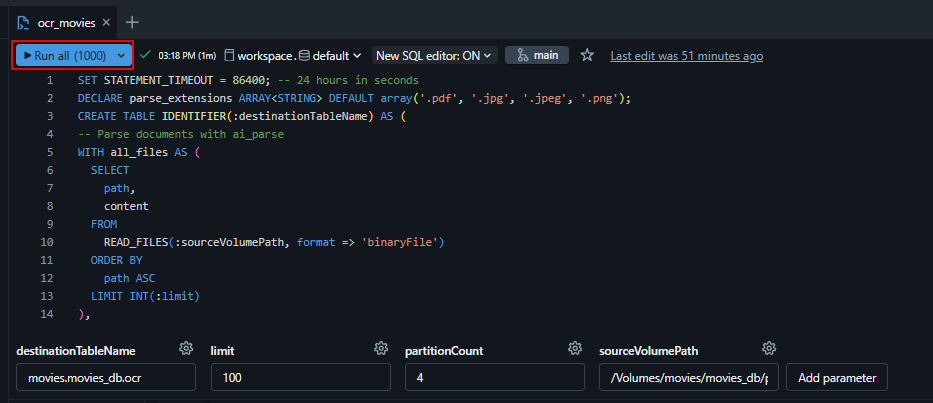 ocr_movies
Run all (1000)
03:18 PM (1m)
workspace.
default
New SQL editor: ON
main
Last edit was 51 minutes ago
1 SET STATEMENT_TIMEOUT = 86400; -- 24 hours in seconds
2 DECLARE parse_extensions ARRAY<STRING> DEFAULT array('.pdf', '.jpg', '.jpeg', '.png');
3 CREATE TABLE IDENTIFIER(:destinationTableName) AS (
4 -- Parse documents with ai_parse
5 WITH all_files AS (
6 SELECT
7 path,
8 content
9 FROM
10 READ_FILES(:sourceVolumePath, format => 'binaryFile')
11 ORDER BY
12 path ASC
13 LIMIT INT(:limit)
14 ),
destinationTableName
limit
partitionCount
sourceVolumePath
movies.movies_db.ocr
100
4
/Volumes/movies/movies_db/p
Add parameter